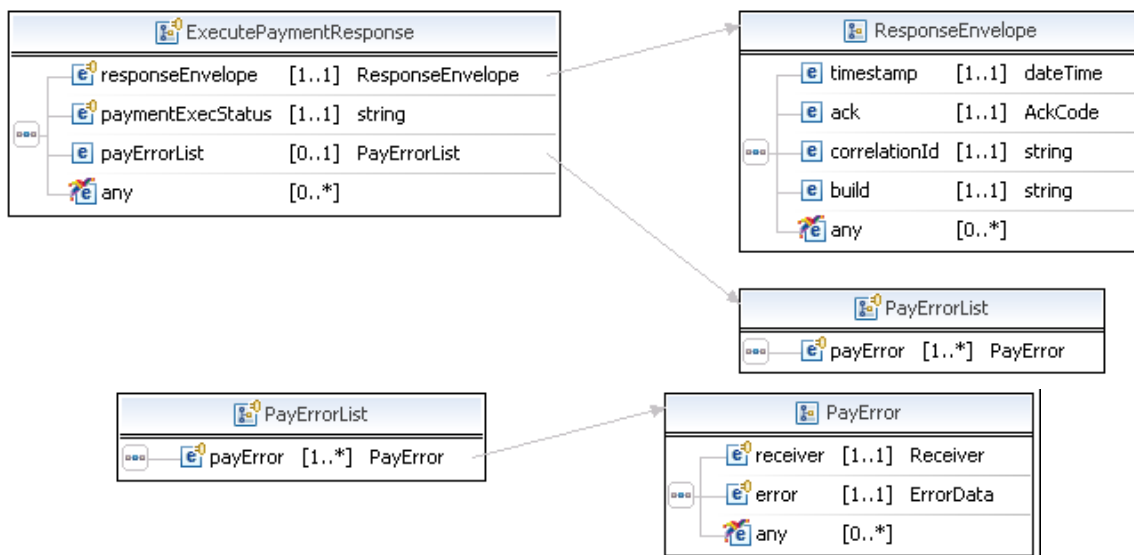 ExecutePaymentResponse
responseEnvelope [1..1] ResponseEnvelope
paymentExecStatus [1..1] string
payErrorList [0..1] PayErrorList
any [0..*]
ResponseEnvelope
timestamp [1..1] dateTime
ack [1..1] AckCode
correlationId [1..1] string
build [1..1] string
any [0..*]
PayErrorList
payError [1..*] PayError
PayErrorList
payError [1..*] PayError
PayError
receiver [1..1] Receiver
error [1..1] ErrorData
any [0..*]